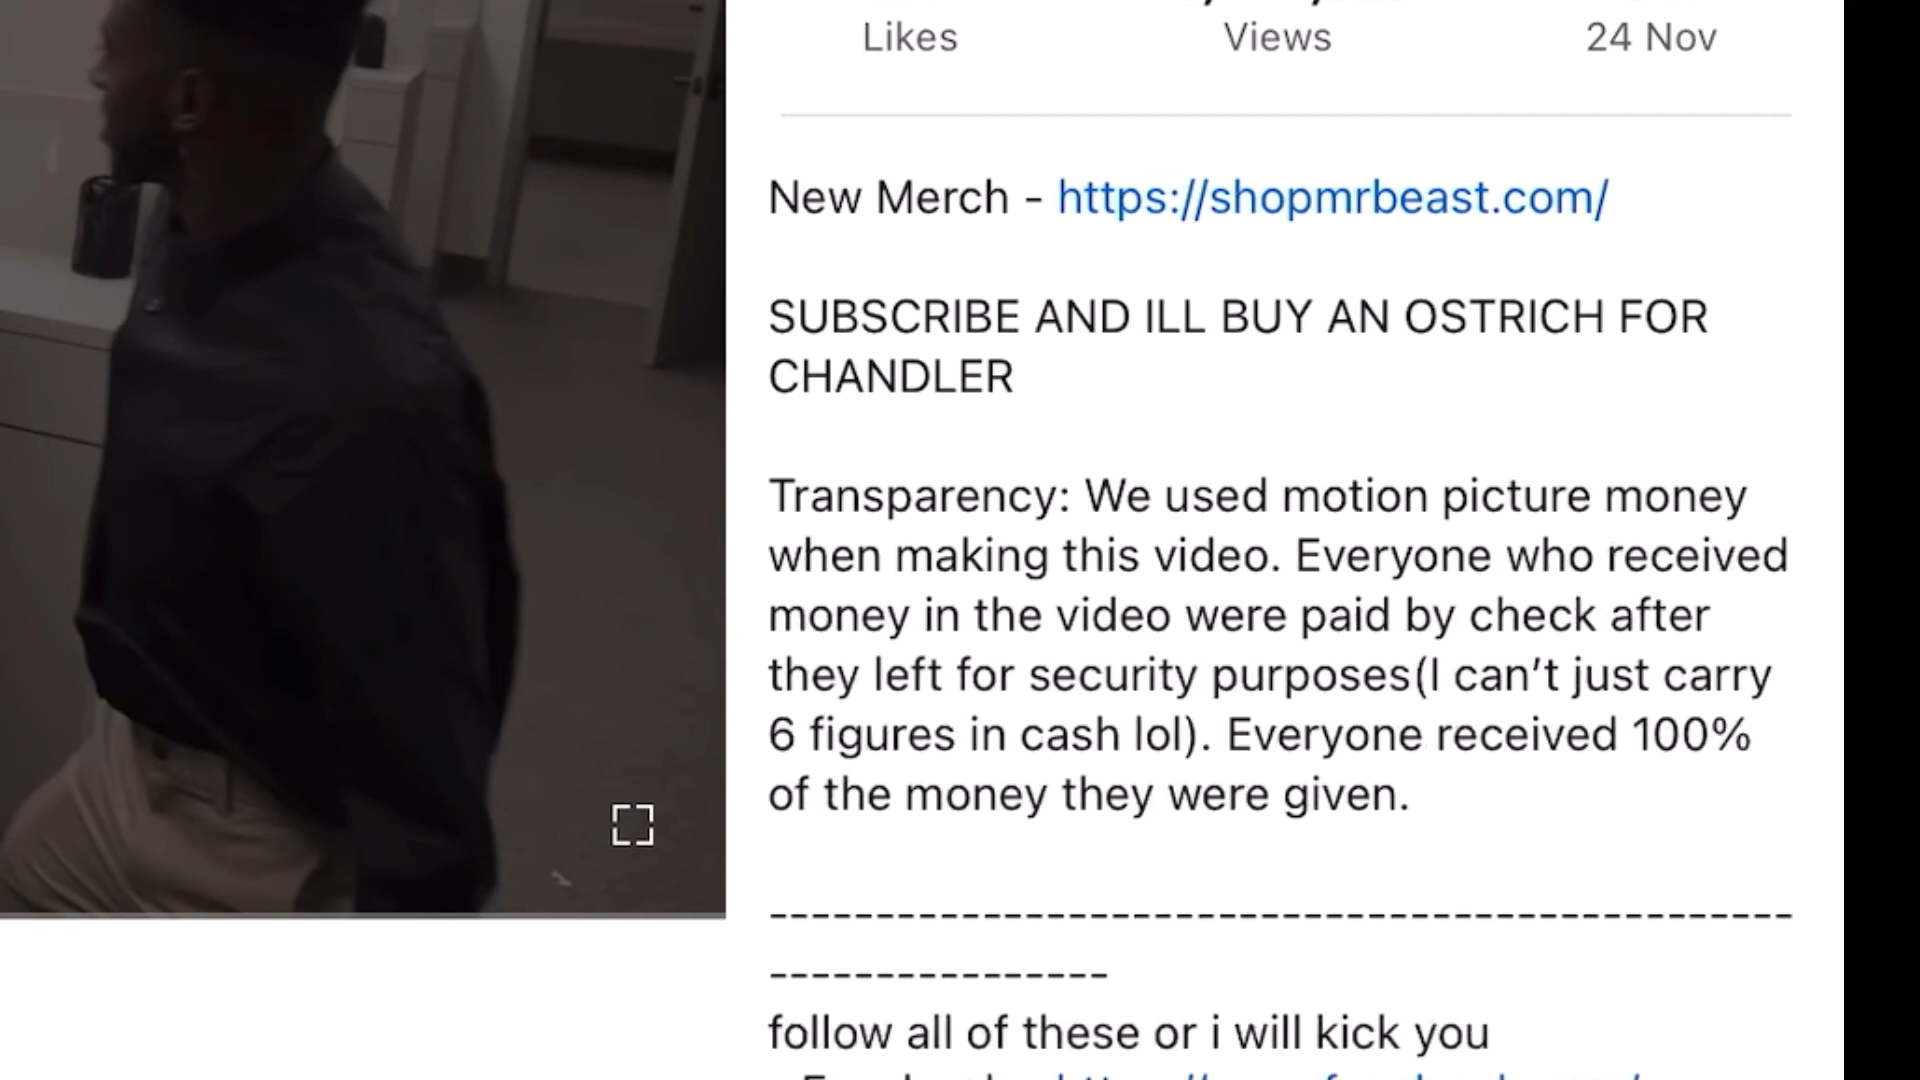 Likes
Views
24 Nov
New Merch - https://shopmrbeast.com/
SUBSCRIBE AND ILL BUY AN OSTRICH FOR
CHANDLER
Transparency: We used motion picture money
when making this video. Everyone who received
money in the video were paid by check after
they left for security purposes(I can’t just carry
6 figures in cash lol). Everyone received 100%
of the money they were given.
------------------------------------------------
----------------
follow all of these or i will kick you